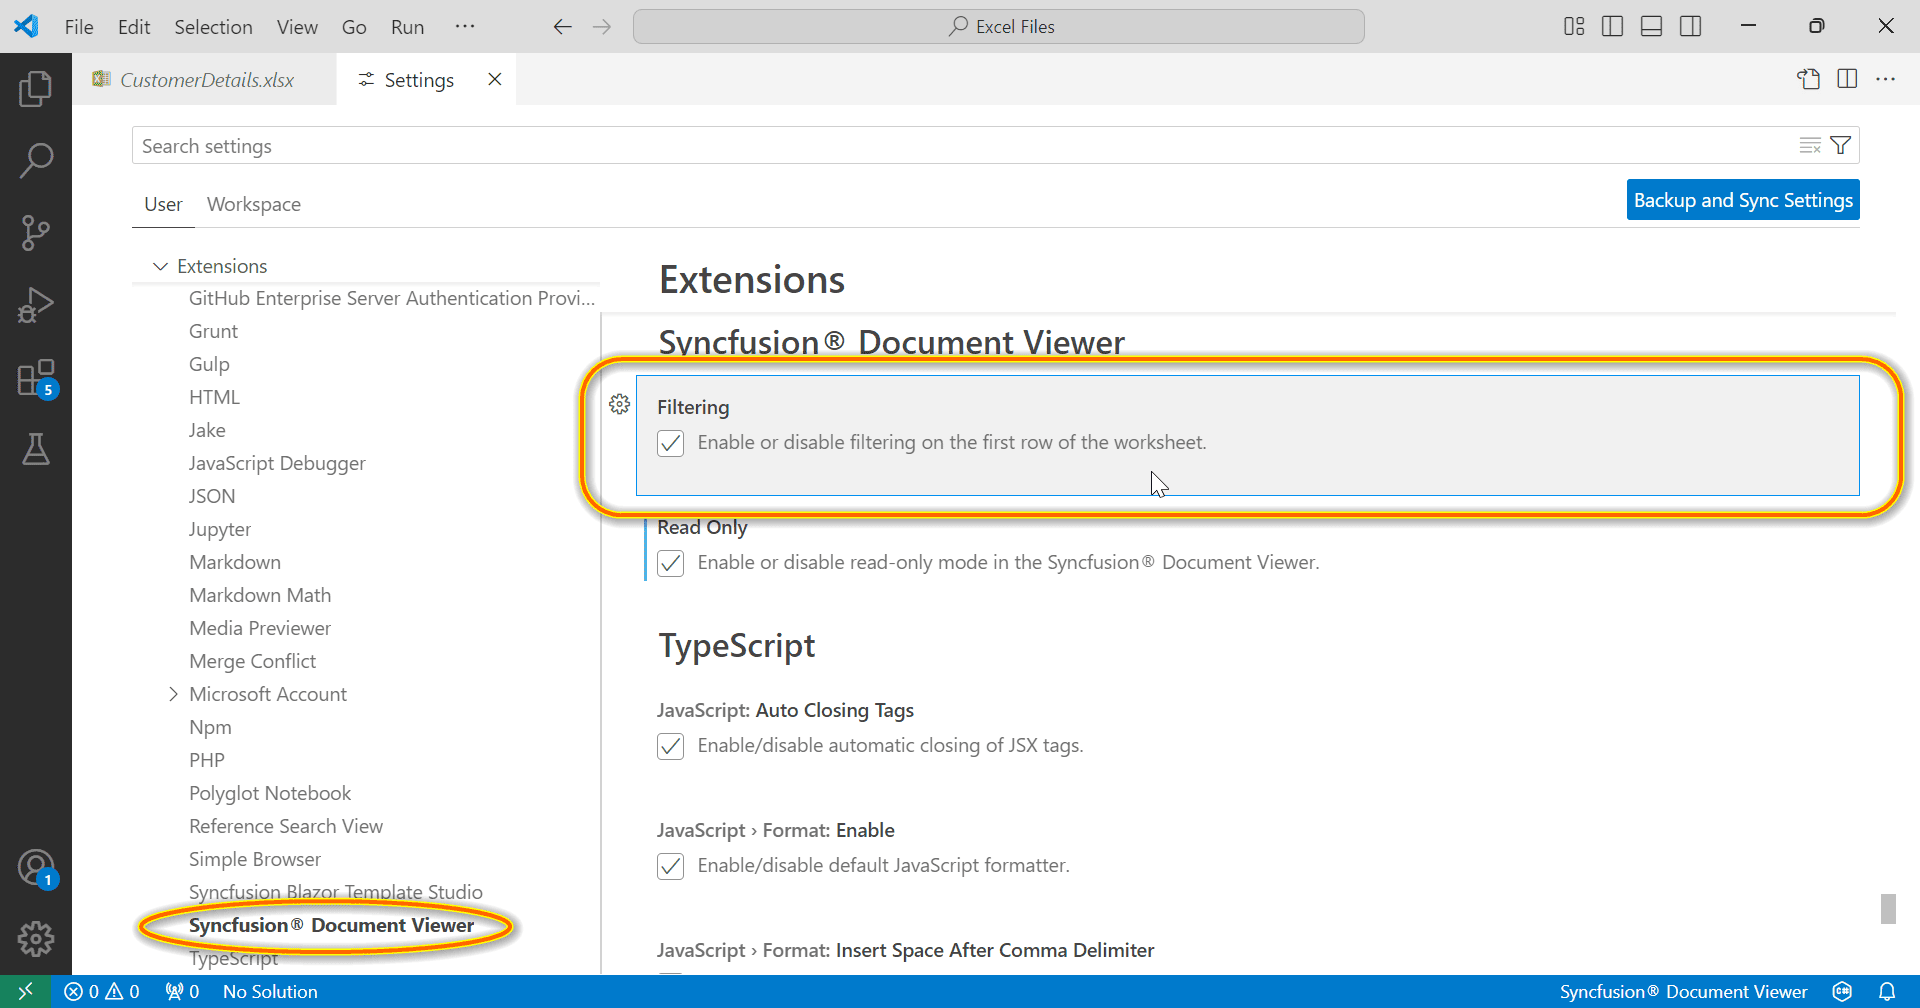 File Edit Selection View Go Run ···
Excel Files
CustomerDetails.xlsx
Settings
Search settings
User Workspace
Backup and Sync Settings
Extensions
GitHub Enterprise Server Authentication Provi...
Grunt
Gulp
HTML
Jake
JavaScript Debugger
JSON
Jupyter
Markdown
Markdown Math
Media Previewer
Merge Conflict
Microsoft Account
Npm
PHP
Polyglot Notebook
Reference Search View
Simple Browser
Syncfusion Blazor Template Studio
Syncfusion® Document Viewer
TypeScript
Extensions
Syncfusion® Document Viewer
Filtering
Enable or disable filtering on the first row of the worksheet.
Read Only
Enable or disable read-only mode in the Syncfusion® Document Viewer.
TypeScript
JavaScript: Auto Closing Tags
Enable/disable automatic closing of JSX tags.
JavaScript › Format: Enable
Enable/disable default JavaScript formatter.
JavaScript › Format: Insert Space After Comma Delimiter
5
1
0 0 0 No Solution
Syncfusion® Document Viewer